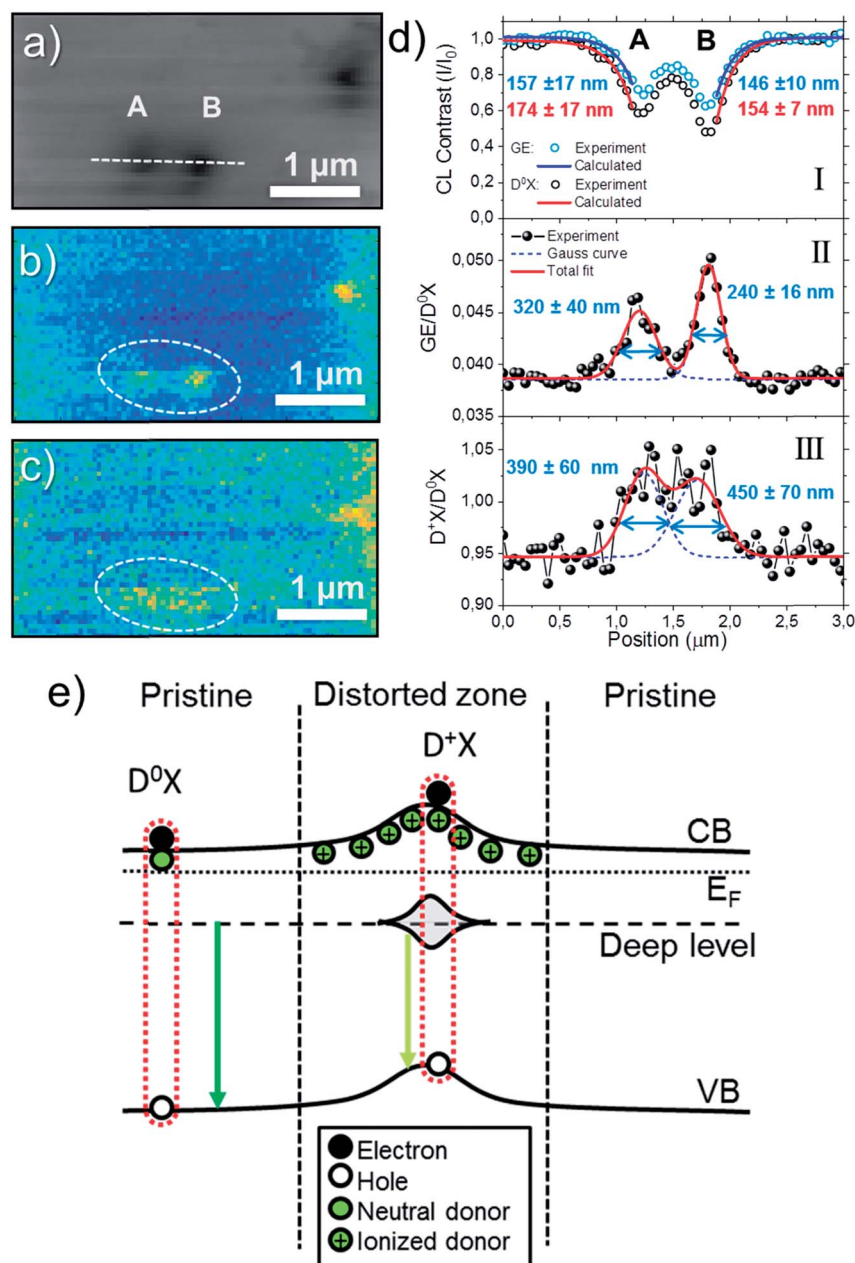 a)
A
B
1 μm
b)
1 μm
c)
1 μm
d)
CL Contrast (I/I₀)
1,0
0,8
0,6
0,4
0,2
0,0
A
B
157 ±17 nm
146 ±10 nm
174 ± 17 nm
154 ± 7 nm
GE: Experiment
Calculated
D⁰X: Experiment
Calculated
I
GE/D⁰X
0,050
0,045
0,040
0,035
Experiment
Gauss curve
Total fit
II
320 ± 40 nm
240 ± 16 nm
D⁺X/D⁰X
1,05
1,00
0,95
0,90
III
390 ± 60 nm
450 ± 70 nm
0,0 0,5 1,0 1,5 2,0 2,5 3,0
Position (μm)
e)
Pristine
Distorted zone
Pristine
D⁰X
D⁺X
CB
E_F
Deep level
VB
Electron
Hole
Neutral donor
Ionized donor